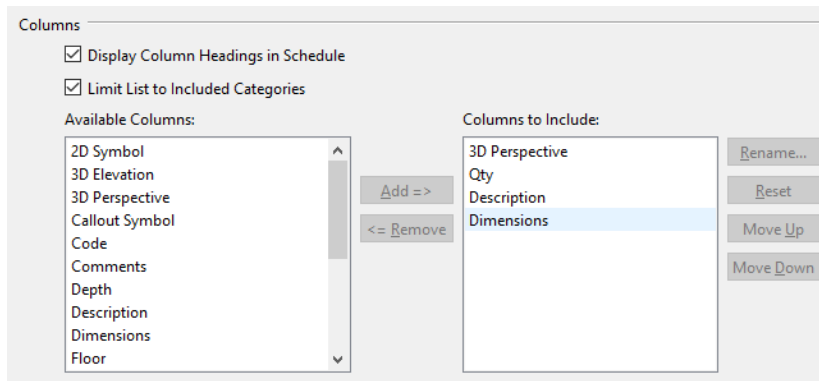 Columns
Display Column Headings in Schedule
Limit List to Included Categories
Available Columns:
2D Symbol
3D Elevation
3D Perspective
Callout Symbol
Code
Comments
Depth
Description
Dimensions
Floor
Add =>
<= Remove
Columns to Include:
3D Perspective
Qty
Description
Dimensions
Rename...
Reset
Move Up
Move Down